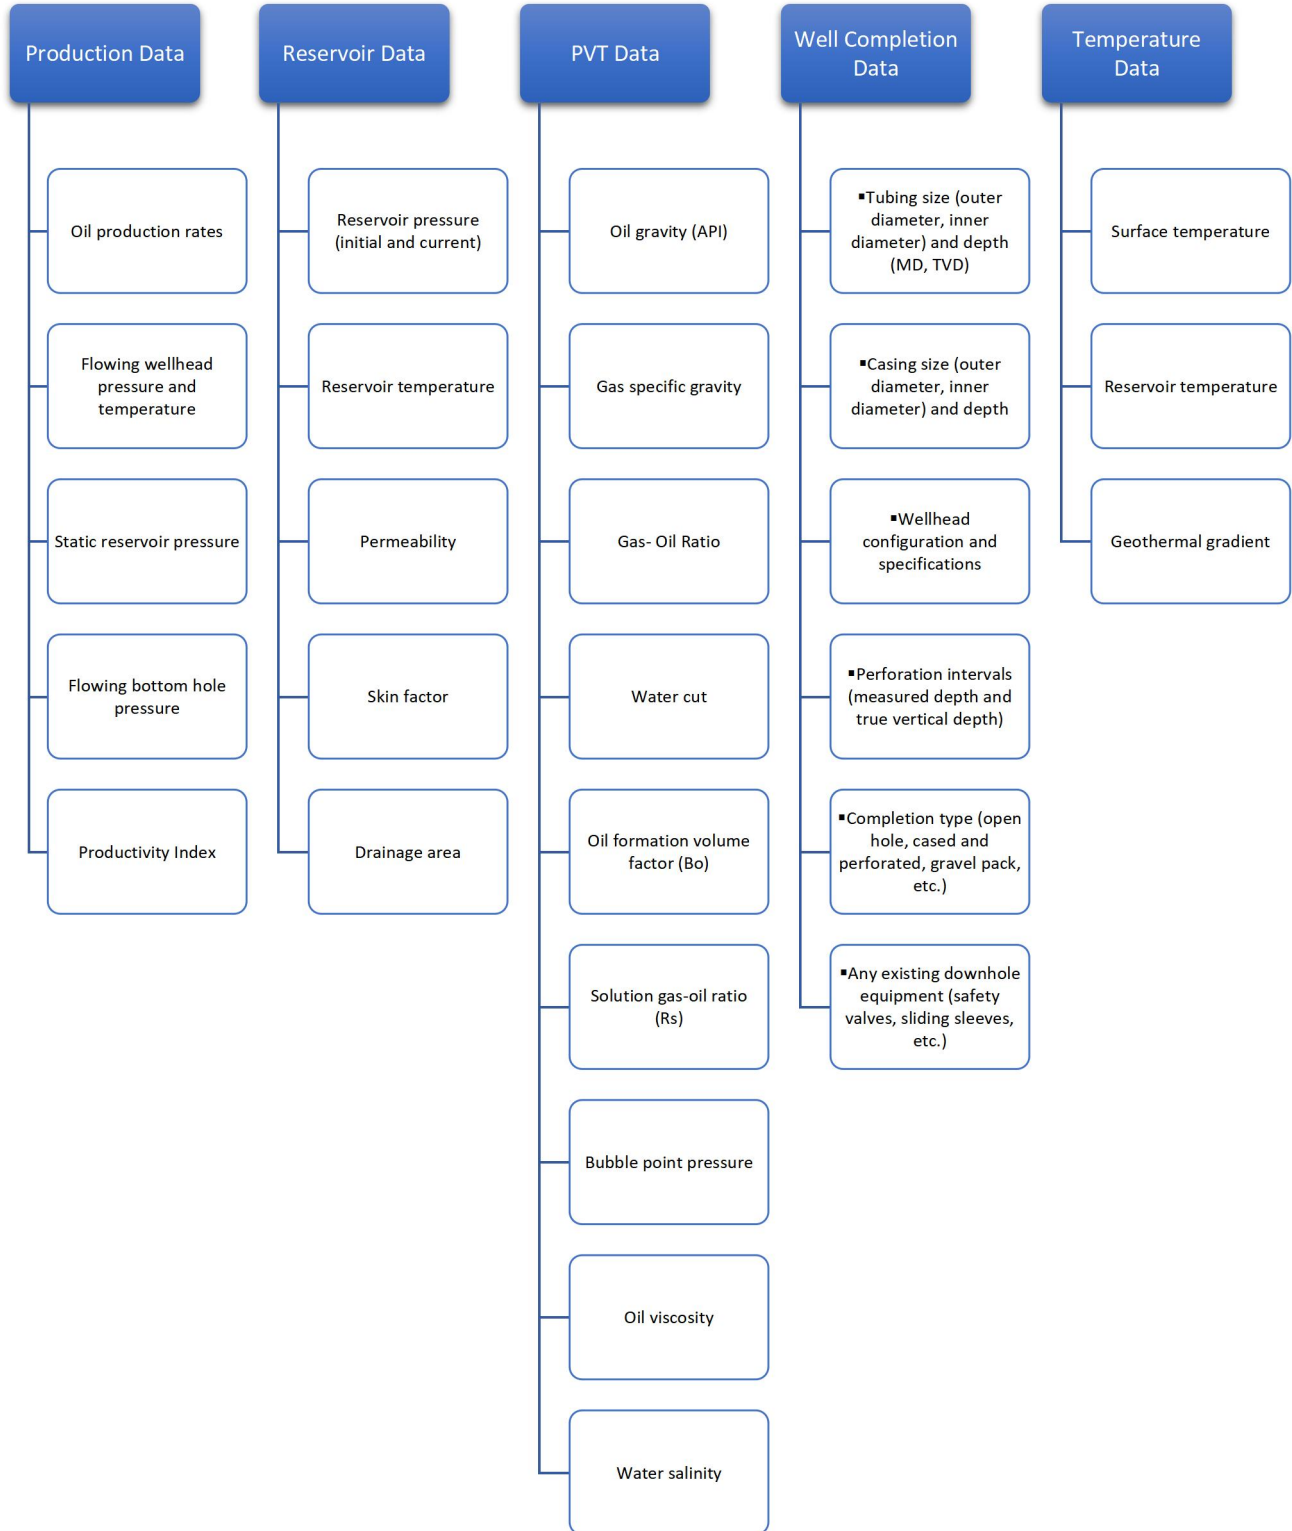 Production Data
Oil production rates
Flowing wellhead
pressure and
temperature
Static reservoir pressure
Flowing bottom hole
pressure
Productivity Index
Reservoir Data
Reservoir pressure
(initial and current)
Reservoir temperature
Permeability
Skin factor
Drainage area
PVT Data
Oil gravity (API)
Gas specific gravity
Gas- Oil Ratio
Water cut
Oil formation volume
factor (Bo)
Solution gas-oil ratio
(Rs)
Bubble point pressure
Oil viscosity
Water salinity
Well Completion
Data
▪Tubing size (outer
diameter, inner
diameter) and depth
(MD, TVD)
▪Casing size (outer
diameter, inner
diameter) and depth
▪Wellhead
configuration and
specifications
▪Perforation intervals
(measured depth and
true vertical depth)
▪Completion type (open
hole, cased and
perforated, gravel pack,
etc.)
▪Any existing downhole
equipment (safety
valves, sliding sleeves,
etc.)
Temperature
Data
Surface temperature
Reservoir temperature
Geothermal gradient